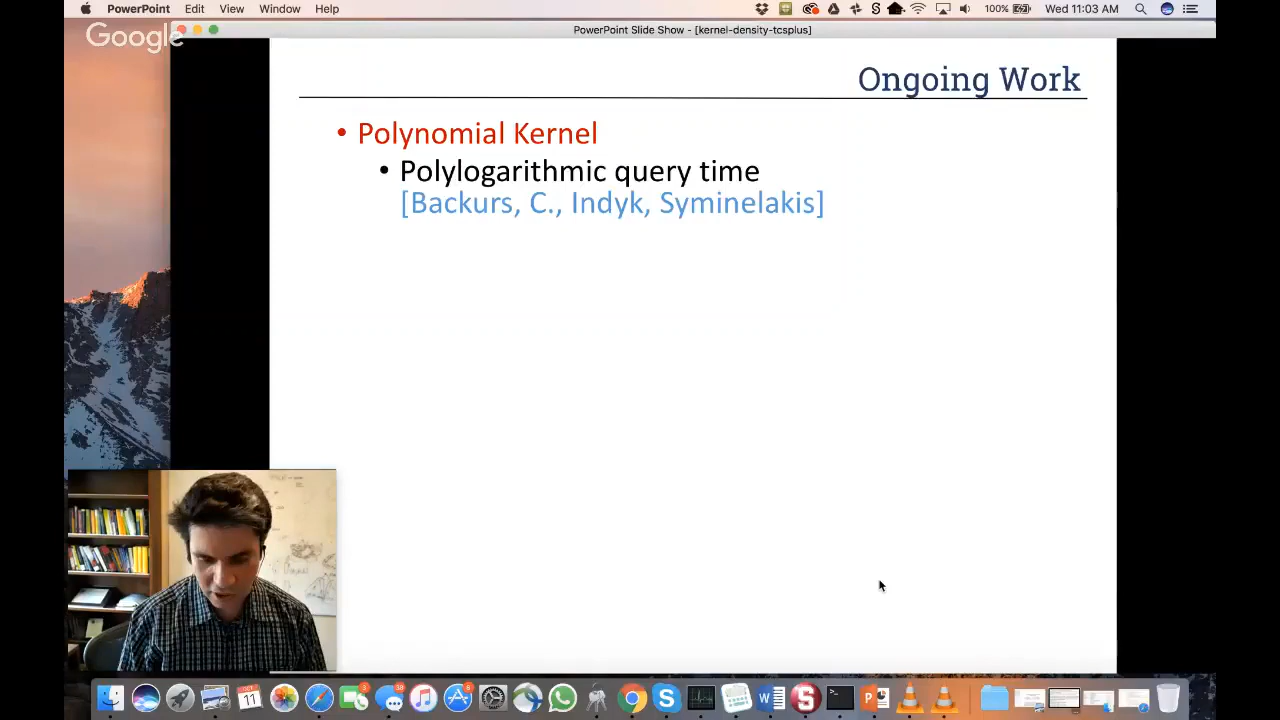 PowerPoint Edit View Window Help 100% Wed 11:03 AM
Google
PowerPoint Slide Show - [kernel-density-tcsplus]
Ongoing Work
• Polynomial Kernel
• Polylogarithmic query time
[Backurs, C., Indyk, Syminelakis]